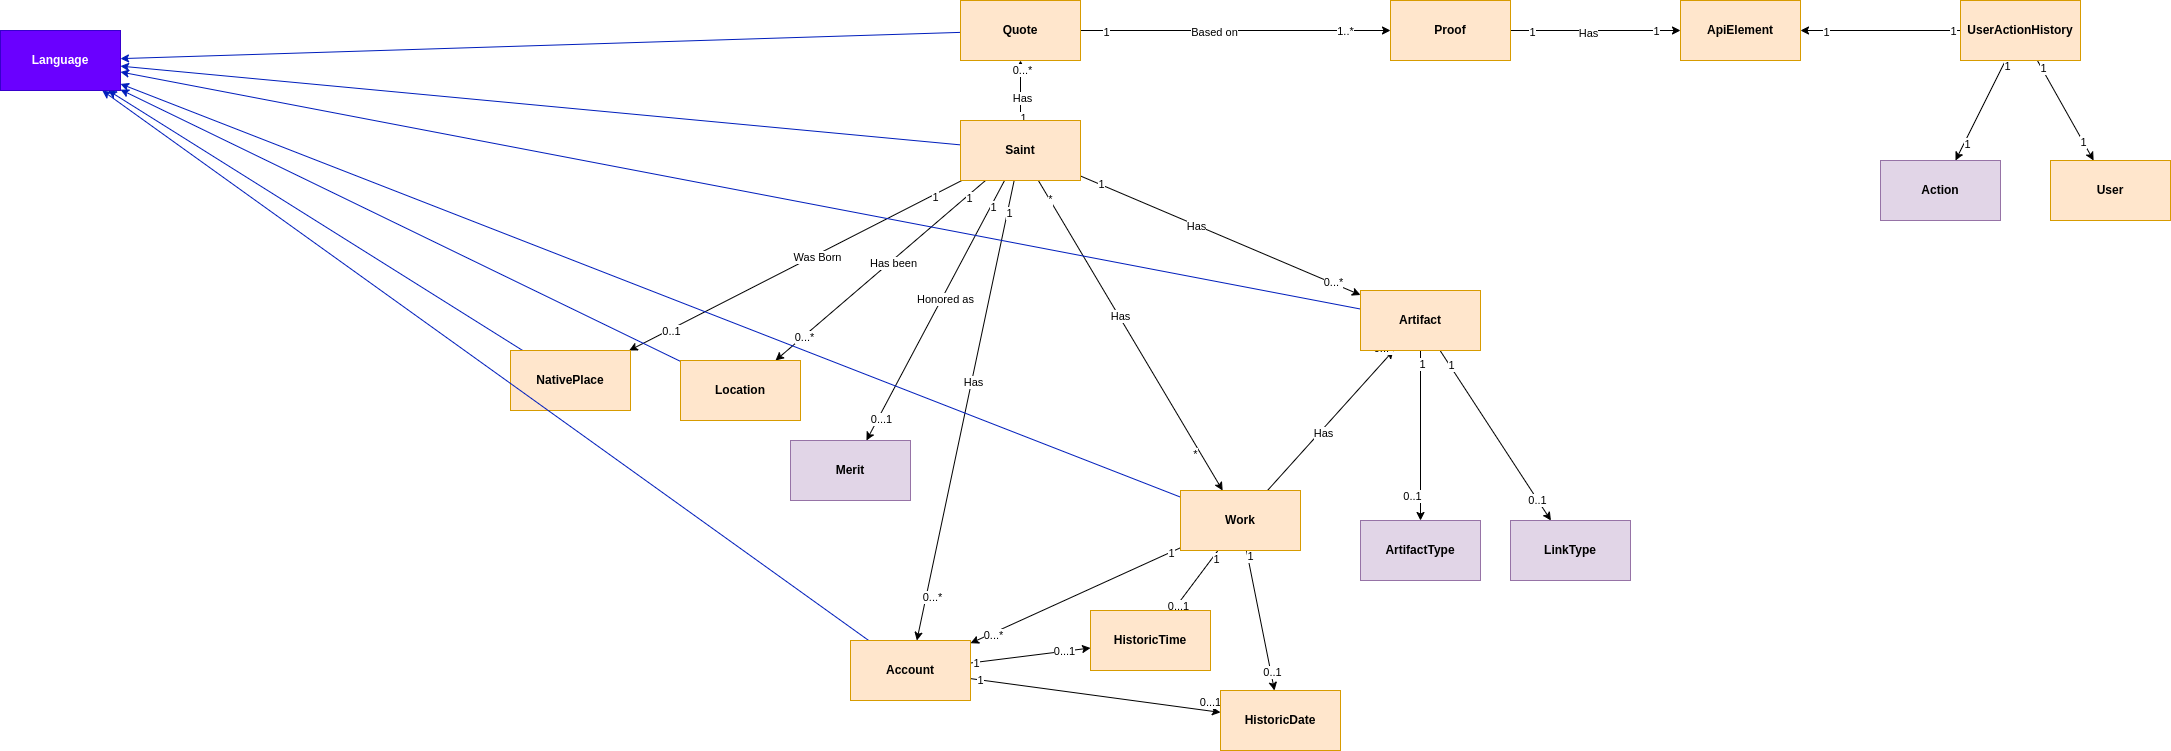 Quote
Proof
ApiElement
UserActionHistory
1
Based on
1..*
1
Has
1
1
1
Language
0...*
Has
1
1
1
1
1
Saint
Action
User
1
1
1
1
*
1
Has
Was Born
Has been
Honored as
0...*
Has
Artifact
0..1
0...*
1
1
NativePlace
Location
Has
Has
0...1
*
Merit
0..1
0..1
Work
ArtifactType
LinkType
1
1
1
0...*
0...1
0...*
HistoricTime
0...1
1
Account
1
0..1
0...1
HistoricDate